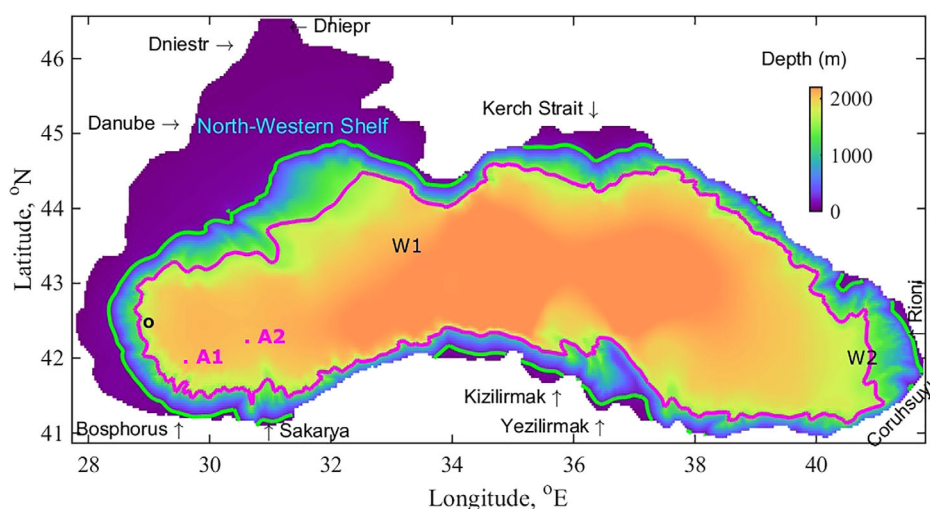 ← Dhiepr
Dniestr →
Depth (m)
2000
1000
0
Kerch Strait ↓
Danube →
North-Western Shelf
W1
o
A1
A2
W2
Rioni
↑
Coruhsuyu
Kizilirmak ↑
Yezilirmak ↑
Bosphorus ↑
↑ Sakarya
46
45
44
43
42
41
Latitude, °N
28 30 32 34 36 38 40
Longitude, °E